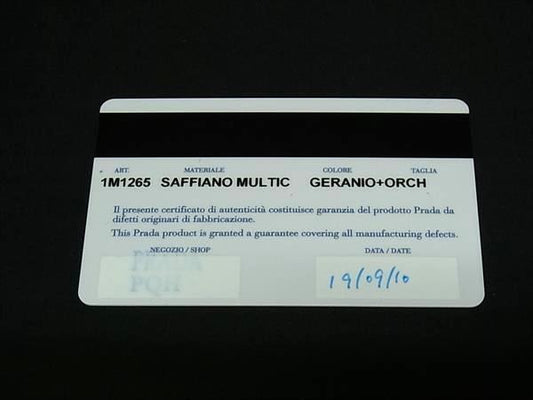 ART. MATERIALE COLORE TAGLIA
1M1265 SAFFIANO MULTIC GERANIO+ORCH
Il presente certificato di autenticità costituisce garanzia del prodotto Prada da
difetti originari di fabbricazione.
This Prada product is granted a guarantee covering all manufacturing defects.
NEGOZIO / SHOP DATA / DATE
PQH 19/09/10